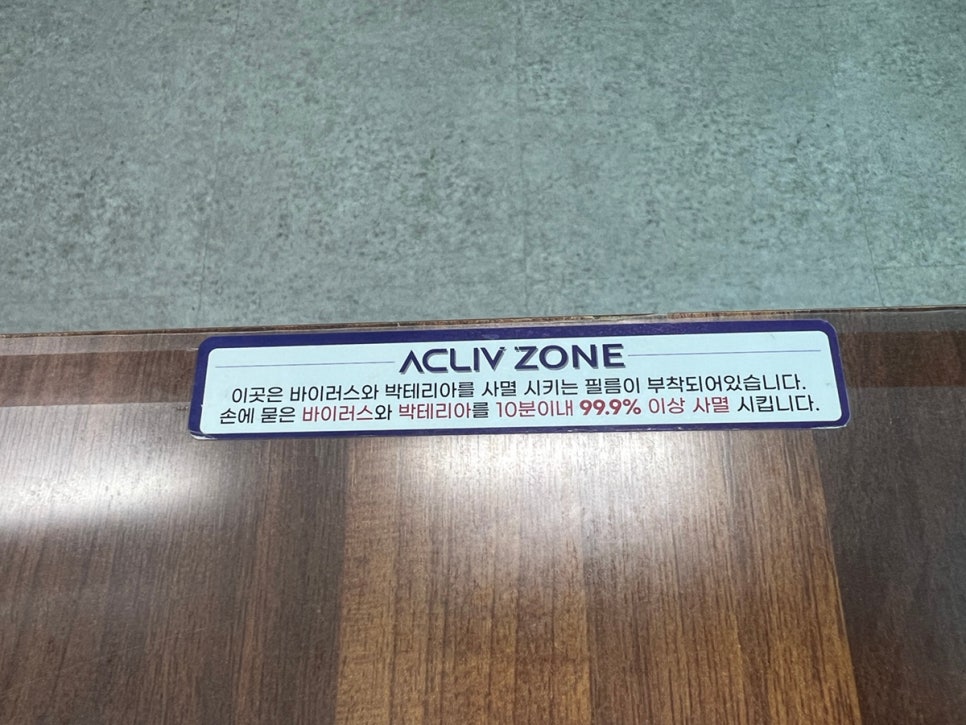 ACLIV ZONE
이곳은 바이러스와 박테리아를 사멸 시키는 필름이 부착되어있습니다.
손에 묻은 바이러스와 박테리아를 10분이내 99.9% 이상 사멸 시킵니다.